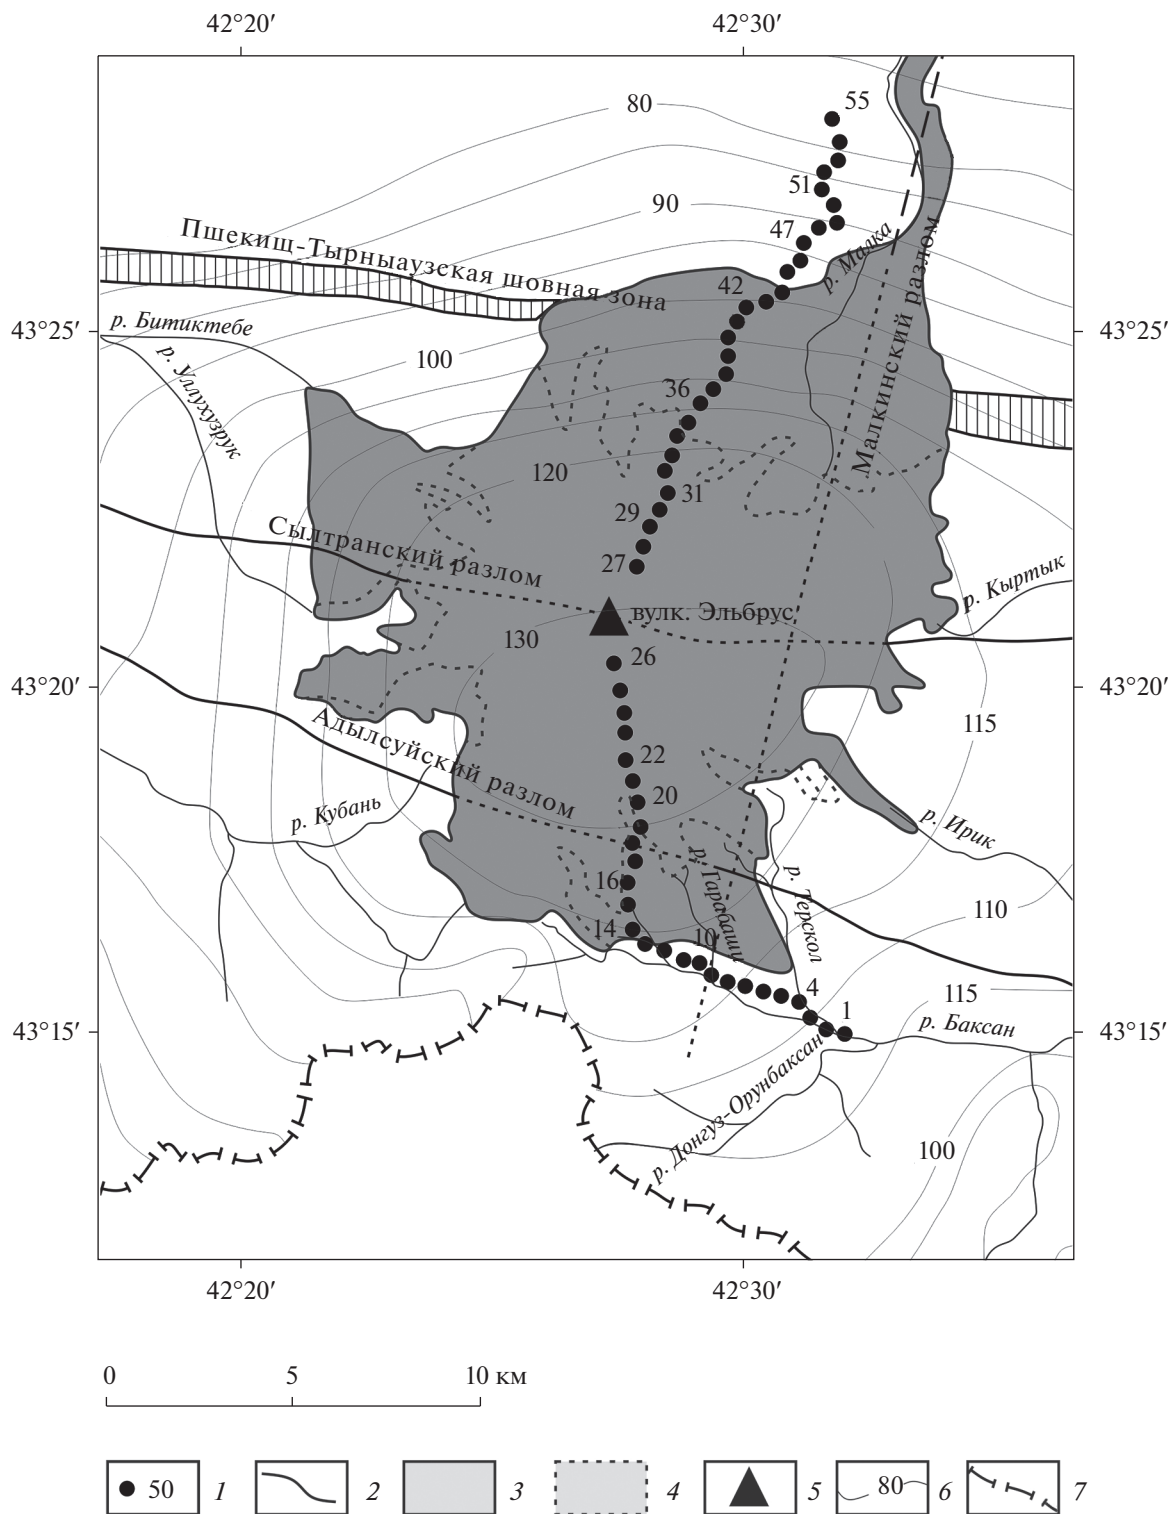 42°20′
42°30′
80
55
51
90
47
Пшекищ-Тырныаузская шовная зона
р. Малка
Малкинский разлом
42
43°25′
р. Битиктебе
43°25′
100
р. Уллухузрук
36
120
31
29
Сылтранский разлом
27
р. Кыртык
вулк. Эльбрус
130
26
43°20′
43°20′
115
Адылсуйский разлом
22
20
р. Кубань
р. Ирик
16
р. Гарабаши
р. Терскол
110
14
10
4
115
1
р. Баксан
43°15′
43°15′
р. Донгуз-Орунбаксан
100
42°20′
42°30′
0 5 10 км
50 1 2 3 4 5 80 6 7